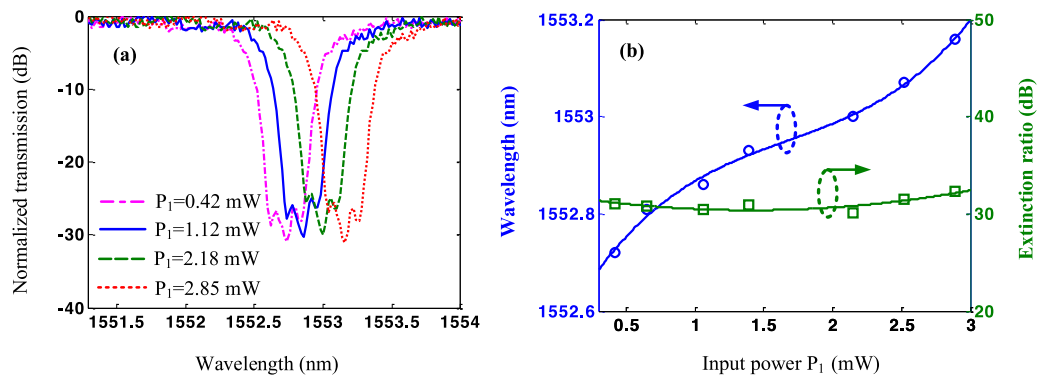 (a)
Normalized transmission (dB)
0
-10
-20
-30
-40
P1=0.42 mW
P1=1.12 mW
P1=2.18 mW
P1=2.85 mW
1551.5 1552 1552.5 1553 1553.5 1554
Wavelength (nm)
(b)
Wavelength (nm)
1553.2
1553
1552.8
1552.6
50
40
30
20
Extinction ratio (dB)
0.5 1 1.5 2 2.5 3
Input power P1 (mW)